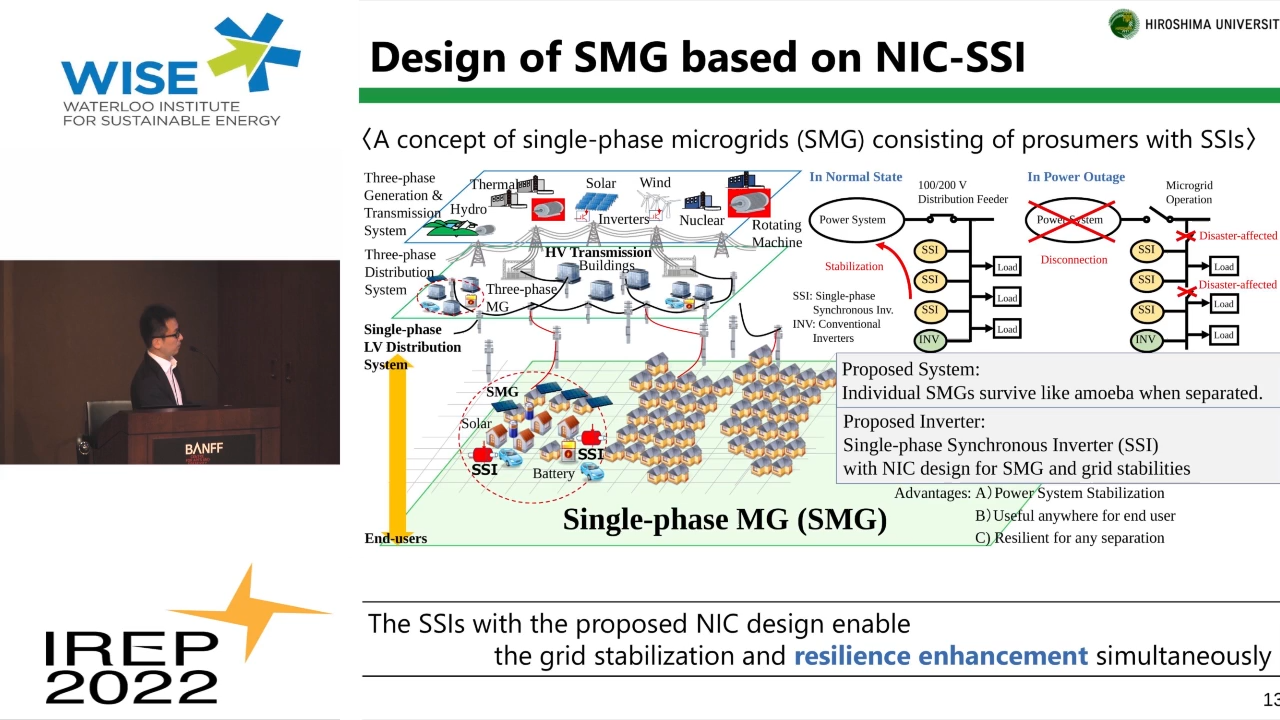 WISE
WATERLOO INSTITUTE
FOR SUSTAINABLE ENERGY
BANFF
IREP
2022
HIROSHIMA UNIVERSIT
Design of SMG based on NIC-SSI
〈A concept of single-phase microgrids (SMG) consisting of prosumers with SSIs〉
Three-phase
Generation &
Transmission
System
Thermal
Hydro
Solar
Wind
Inverters
Nuclear
Rotating
Machine
HV Transmission
Three-phase
Distribution
System
Buildings
Three-phase
MG
Single-phase
LV Distribution
System
SMG
Solar
SSI
SSI
Battery
Single-phase MG (SMG)
End-users
In Normal State
100/200 V
Distribution Feeder
Power System
Stabilization
SSI
SSI
SSI
INV
Load
Load
Load
SSI: Single-phase
Synchronous Inv.
INV: Conventional
Inverters
In Power Outage
Microgrid
Operation
Power System
Disconnection
Disaster-affected
Disaster-affected
SSI
SSI
SSI
INV
Load
Load
Load
Proposed System:
Individual SMGs survive like amoeba when separated.
Proposed Inverter:
Single-phase Synchronous Inverter (SSI)
with NIC design for SMG and grid stabilities
Advantages: A）Power System Stabilization
B）Useful anywhere for end user
C) Resilient for any separation
The SSIs with the proposed NIC design enable
the grid stabilization and resilience enhancement simultaneously
13